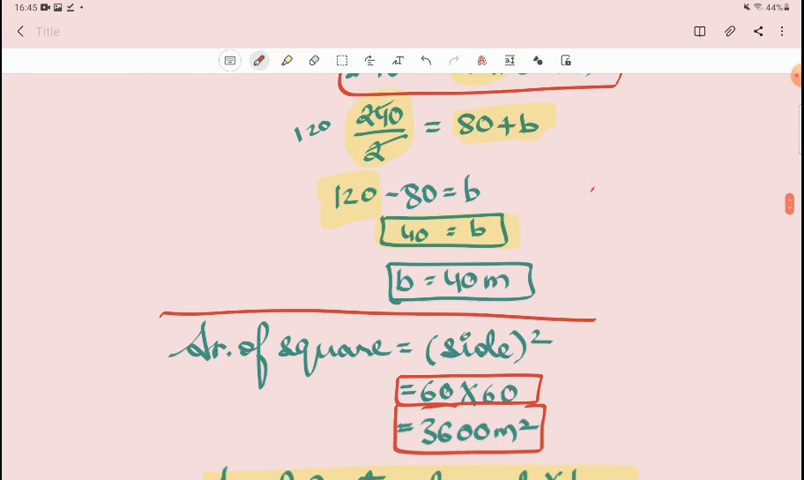 16:45 44%
Title
120 240/2 = 80+b
120 - 80 = b
40 = b
b = 40m
Ar. of square = (side)²
= 60 X 60
= 3600m²